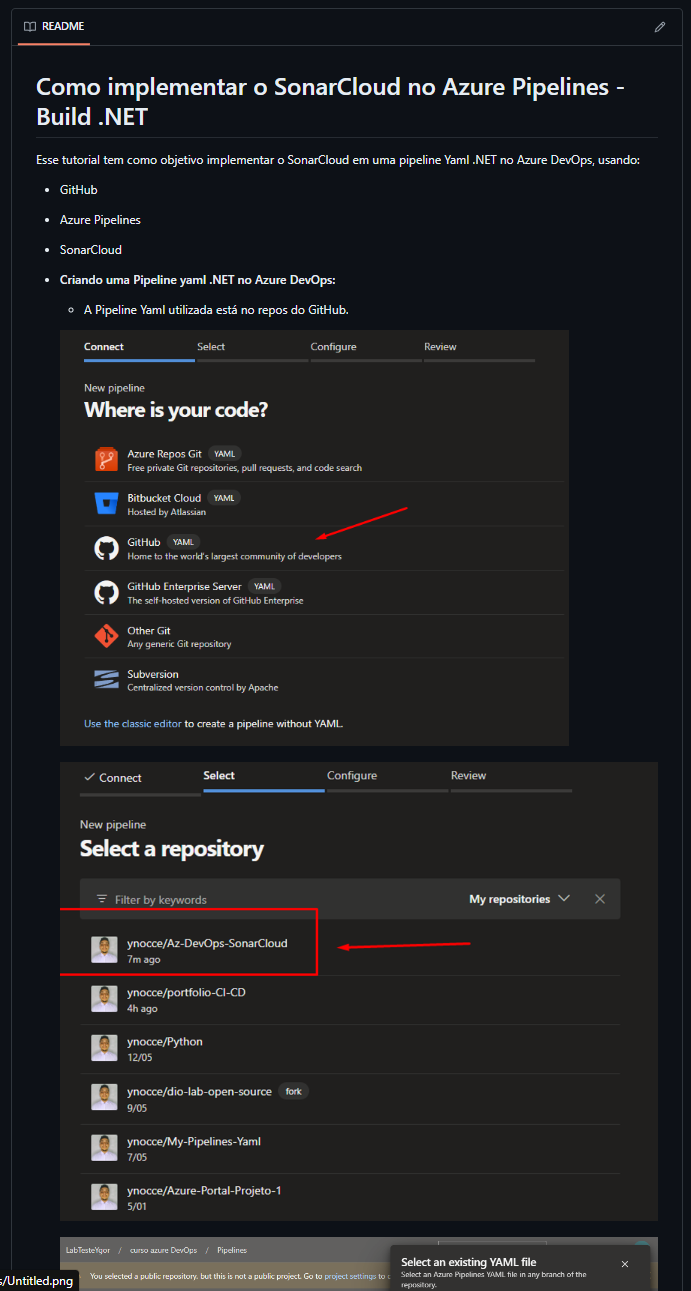 README
Como implementar o SonarCloud no Azure Pipelines -
Build .NET
Esse tutorial tem como objetivo implementar o SonarCloud em uma pipeline Yaml .NET no Azure DevOps, usando:
GitHub
Azure Pipelines
SonarCloud
Criando uma Pipeline yaml .NET no Azure DevOps:
A Pipeline Yaml utilizada está no repos do GitHub.
Connect Select Configure Review
New pipeline
Where is your code?
Azure Repos Git YAML
Free private Git repositories, pull requests, and code search
Bitbucket Cloud YAML
Hosted by Atlassian
GitHub YAML
Home to the world's largest community of developers
GitHub Enterprise Server YAML
The self-hosted version of GitHub Enterprise
Other Git
Any generic Git repository
Subversion
Centralized version control by Apache
Use the classic editor to create a pipeline without YAML.
Connect Select Configure Review
New pipeline
Select a repository
Filter by keywords My repositories
ynocce/Az-DevOps-SonarCloud
7m ago
ynocce/portfolio-CI-CD
4h ago
ynocce/Python
12/05
ynocce/dio-lab-open-source fork
9/05
ynocce/My-Pipelines-Yaml
7/05
ynocce/Azure-Portal-Projeto-1
5/01
LabTesteYgor / curso azure DevOps / Pipelines
Select an existing YAML file
You selected a public repository. but this is not a public project. Go to project settings to
Select an Azure Pipelines YAML file in any branch of the
repository.
s/Untitled.png